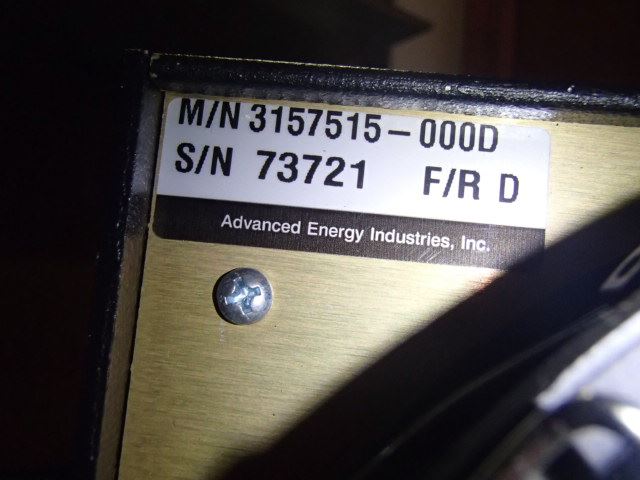 M/N 3157515-000D
S/N 73721 F/R D
Advanced Energy Industries, Inc.